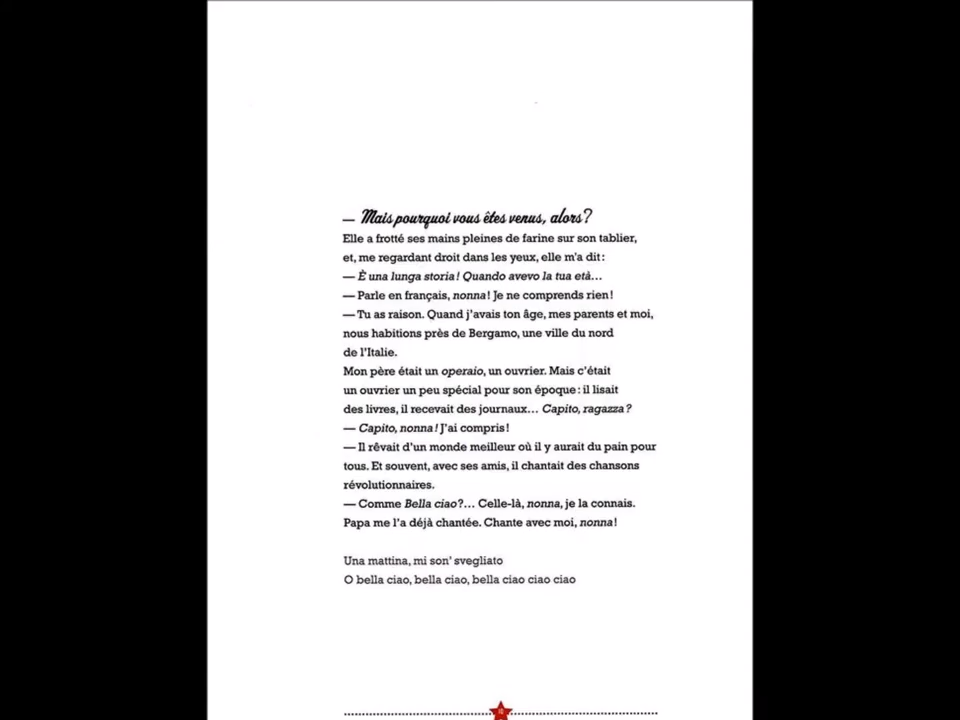 — Mais pourquoi vous êtes venus, alors?
Elle a frotté ses mains pleines de farine sur son tablier,
et, me regardant droit dans les yeux, elle m'a dit :
— È una lunga storia ! Quando avevo la tua età...
— Parle en français, nonna ! Je ne comprends rien !
— Tu as raison. Quand j'avais ton âge, mes parents et moi,
nous habitions près de Bergamo, une ville du nord
de l'Italie.
Mon père était un operaio, un ouvrier. Mais c'était
un ouvrier un peu spécial pour son époque : il lisait
des livres, il recevait des journaux... Capito, ragazza ?
— Capito, nonna ! J'ai compris !
— Il rêvait d'un monde meilleur où il y aurait du pain pour
tous. Et souvent, avec ses amis, il chantait des chansons
révolutionnaires.
— Comme Bella ciao ?... Celle-là, nonna, je la connais.
Papa me l'a déjà chantée. Chante avec moi, nonna !
Una mattina, mi son' svegliato
O bella ciao, bella ciao, bella ciao ciao ciao